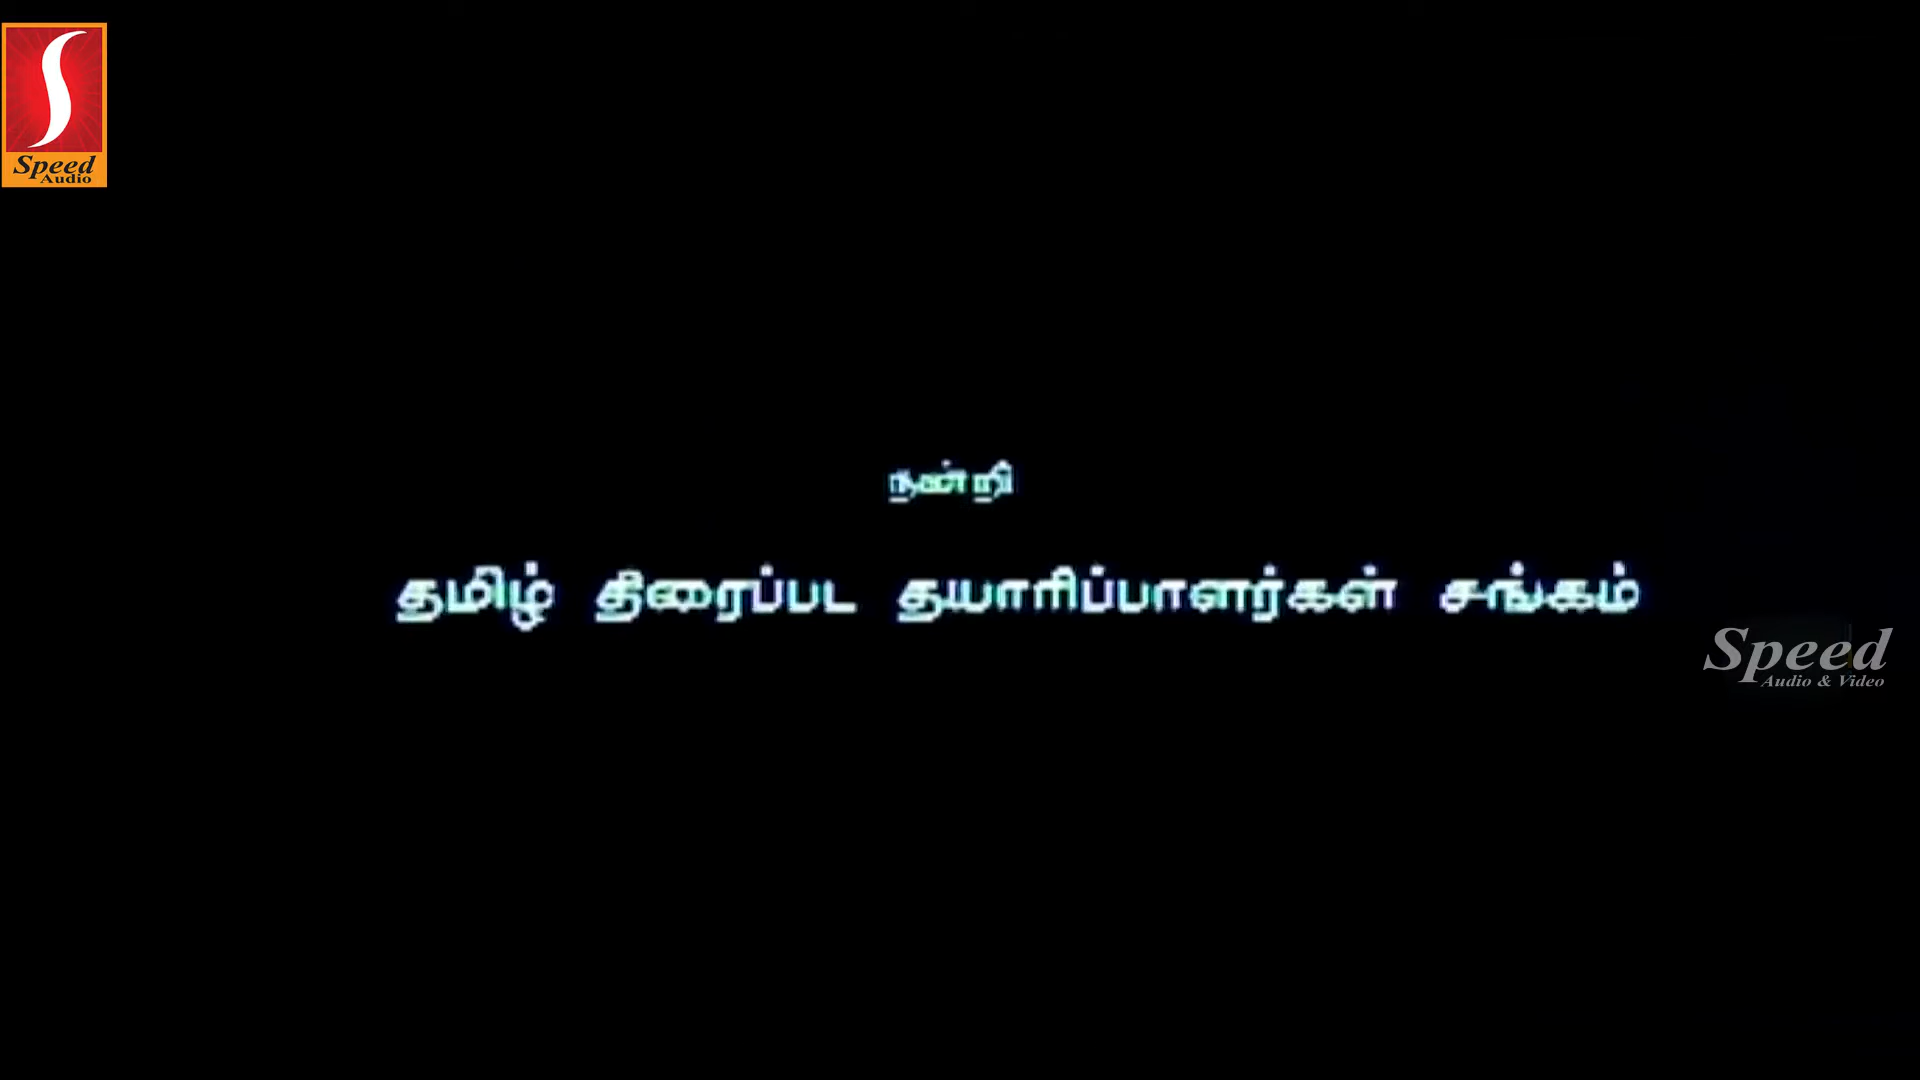 Speed
Audio
நன்றி
தமிழ் திரைப்பட தயாரிப்பாளர்கள் சங்கம்
Speed
Audio & Video